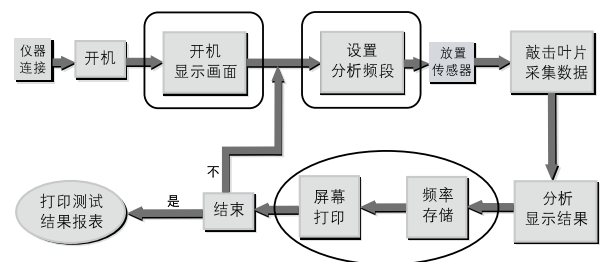 仪器
连接
开机
开机
显示画面
设置
分析频段
放置
传感器
敲击叶片
采集数据
分析
显示结果
频率
存储
屏幕
打印
结束
不
是
打印测试
结果报表